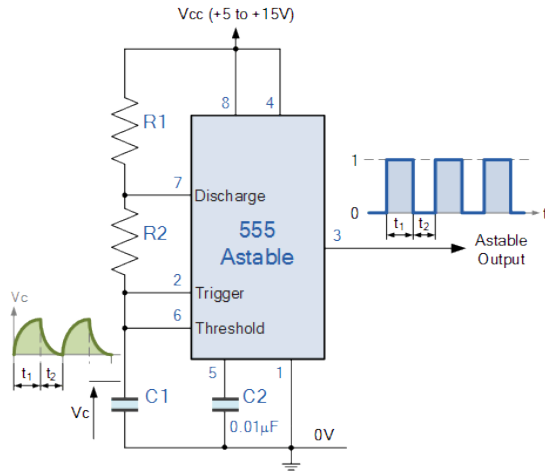 Vcc (+5 to +15V)
8
4
R1
7
Discharge
555
Astable
R2
2
Trigger
6
Threshold
3
1
0
t
t1
t2
Astable
Output
Vc
t
t1
t2
Vc
C1
5
1
C2
0.01µF
0V